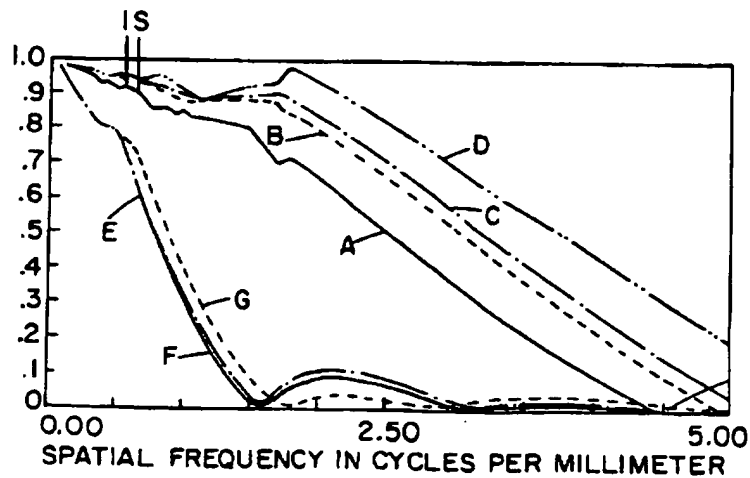 I S
1.0
.9
.8
.7
.6
.5
.4
.3
.2
.1
0
D
B
C
E
A
G
F
0.00 2.50 5.00
SPATIAL FREQUENCY IN CYCLES PER MILLIMETER